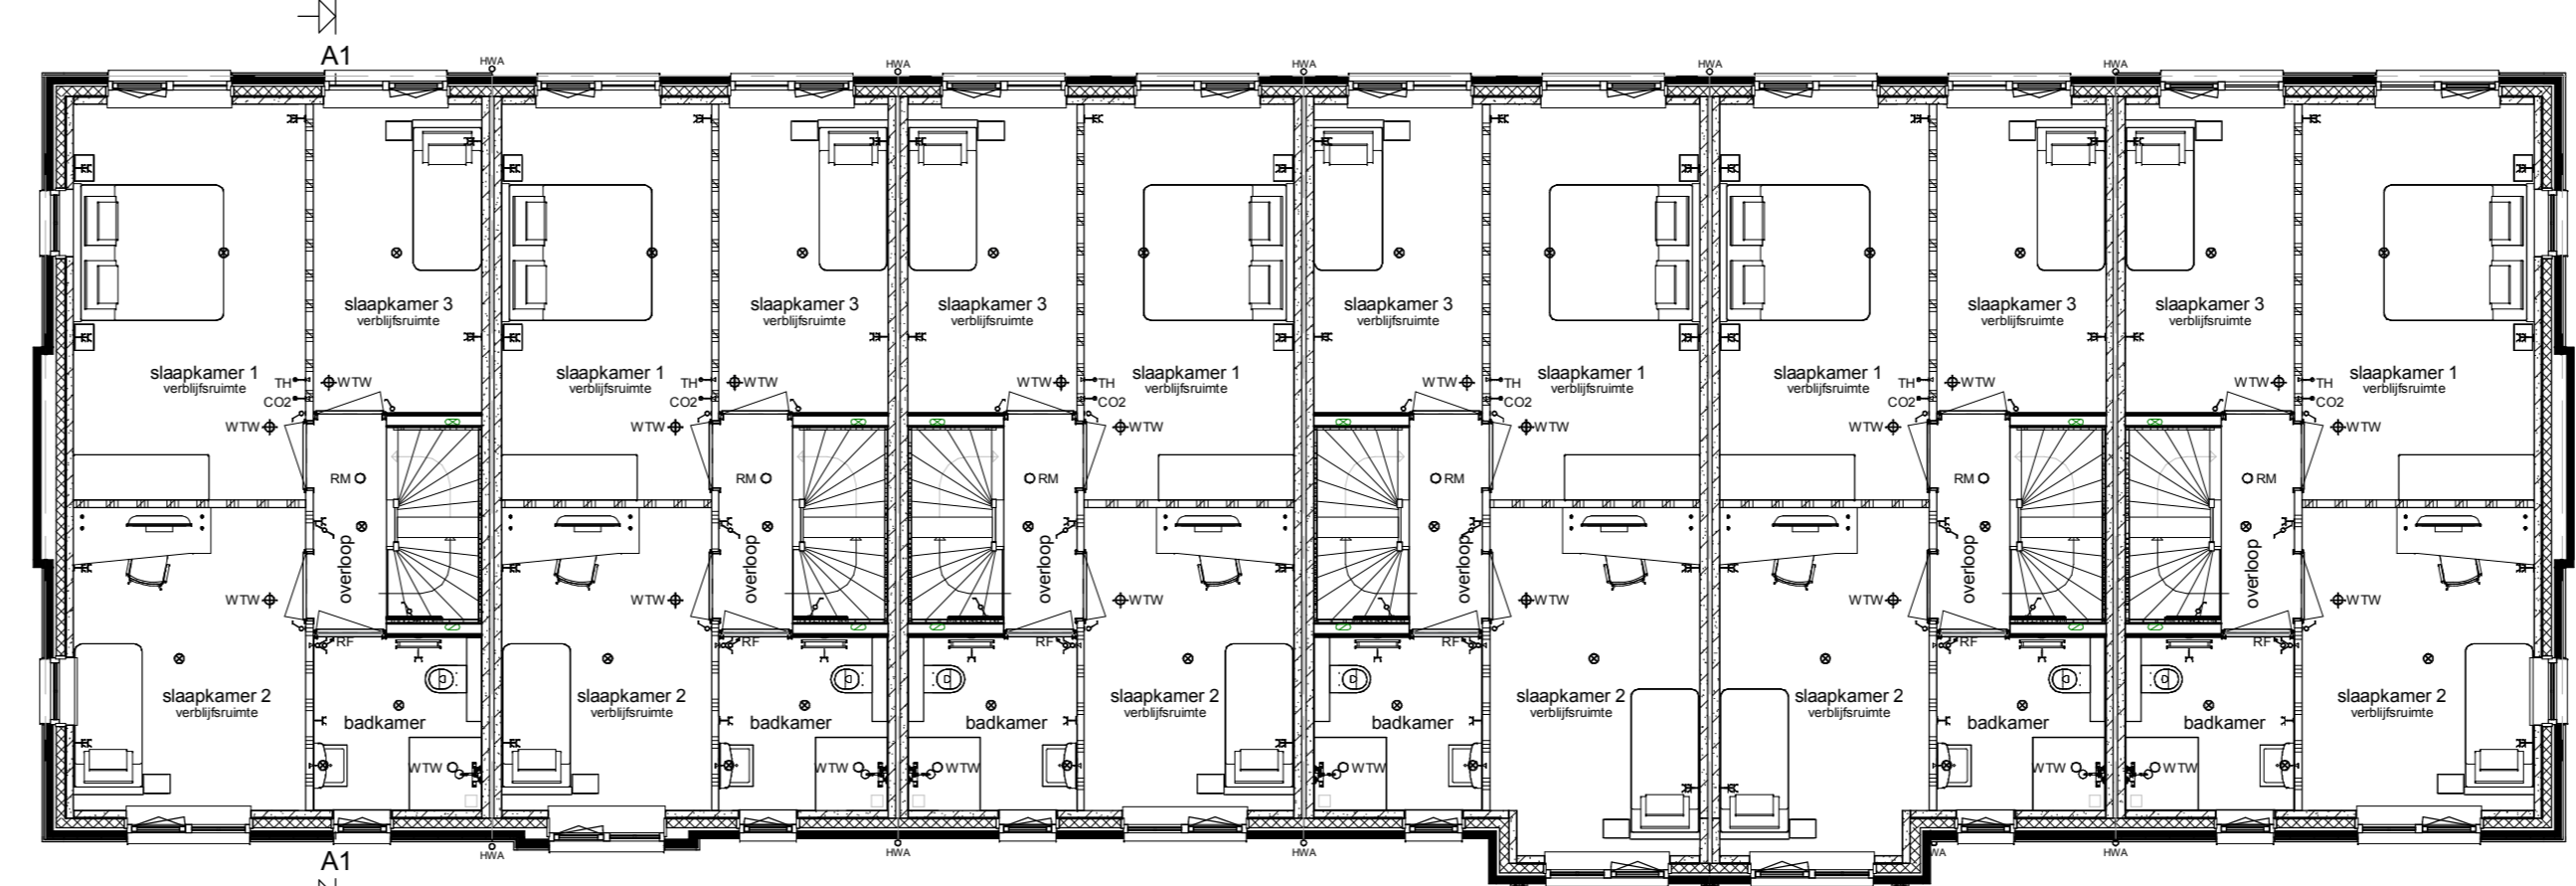 A1
HWA
HWA
HWA
HWA
HWA
slaapkamer 3
verblijfsruimte
slaapkamer 3
verblijfsruimte
slaapkamer 3
verblijfsruimte
slaapkamer 3
verblijfsruimte
slaapkamer 3
verblijfsruimte
slaapkamer 3
verblijfsruimte
slaapkamer 1
verblijfsruimte
TH
WTW
CO2
slaapkamer 1
verblijfsruimte
TH
WTW
CO2
WTW
TH
CO2
slaapkamer 1
verblijfsruimte
WTW
TH
CO2
slaapkamer 1
verblijfsruimte
slaapkamer 1
verblijfsruimte
TH
WTW
CO2
WTW
TH
CO2
slaapkamer 1
verblijfsruimte
WTW
WTW
WTW
WTW
WTW
WTW
RM
RM
RM
RM
RM
RM
overloop
overloop
overloop
overloop
overloop
overloop
WTW
WTW
WTW
WTW
WTW
WTW
RF
RF
RF
RF
RF
RF
slaapkamer 2
verblijfsruimte
badkamer
slaapkamer 2
verblijfsruimte
badkamer
badkamer
slaapkamer 2
verblijfsruimte
badkamer
slaapkamer 2
verblijfsruimte
slaapkamer 2
verblijfsruimte
badkamer
badkamer
slaapkamer 2
verblijfsruimte
WTW
WTW
WTW
WTW
WTW
WTW
A1
HWA
HWA
HWA
WA
HWA